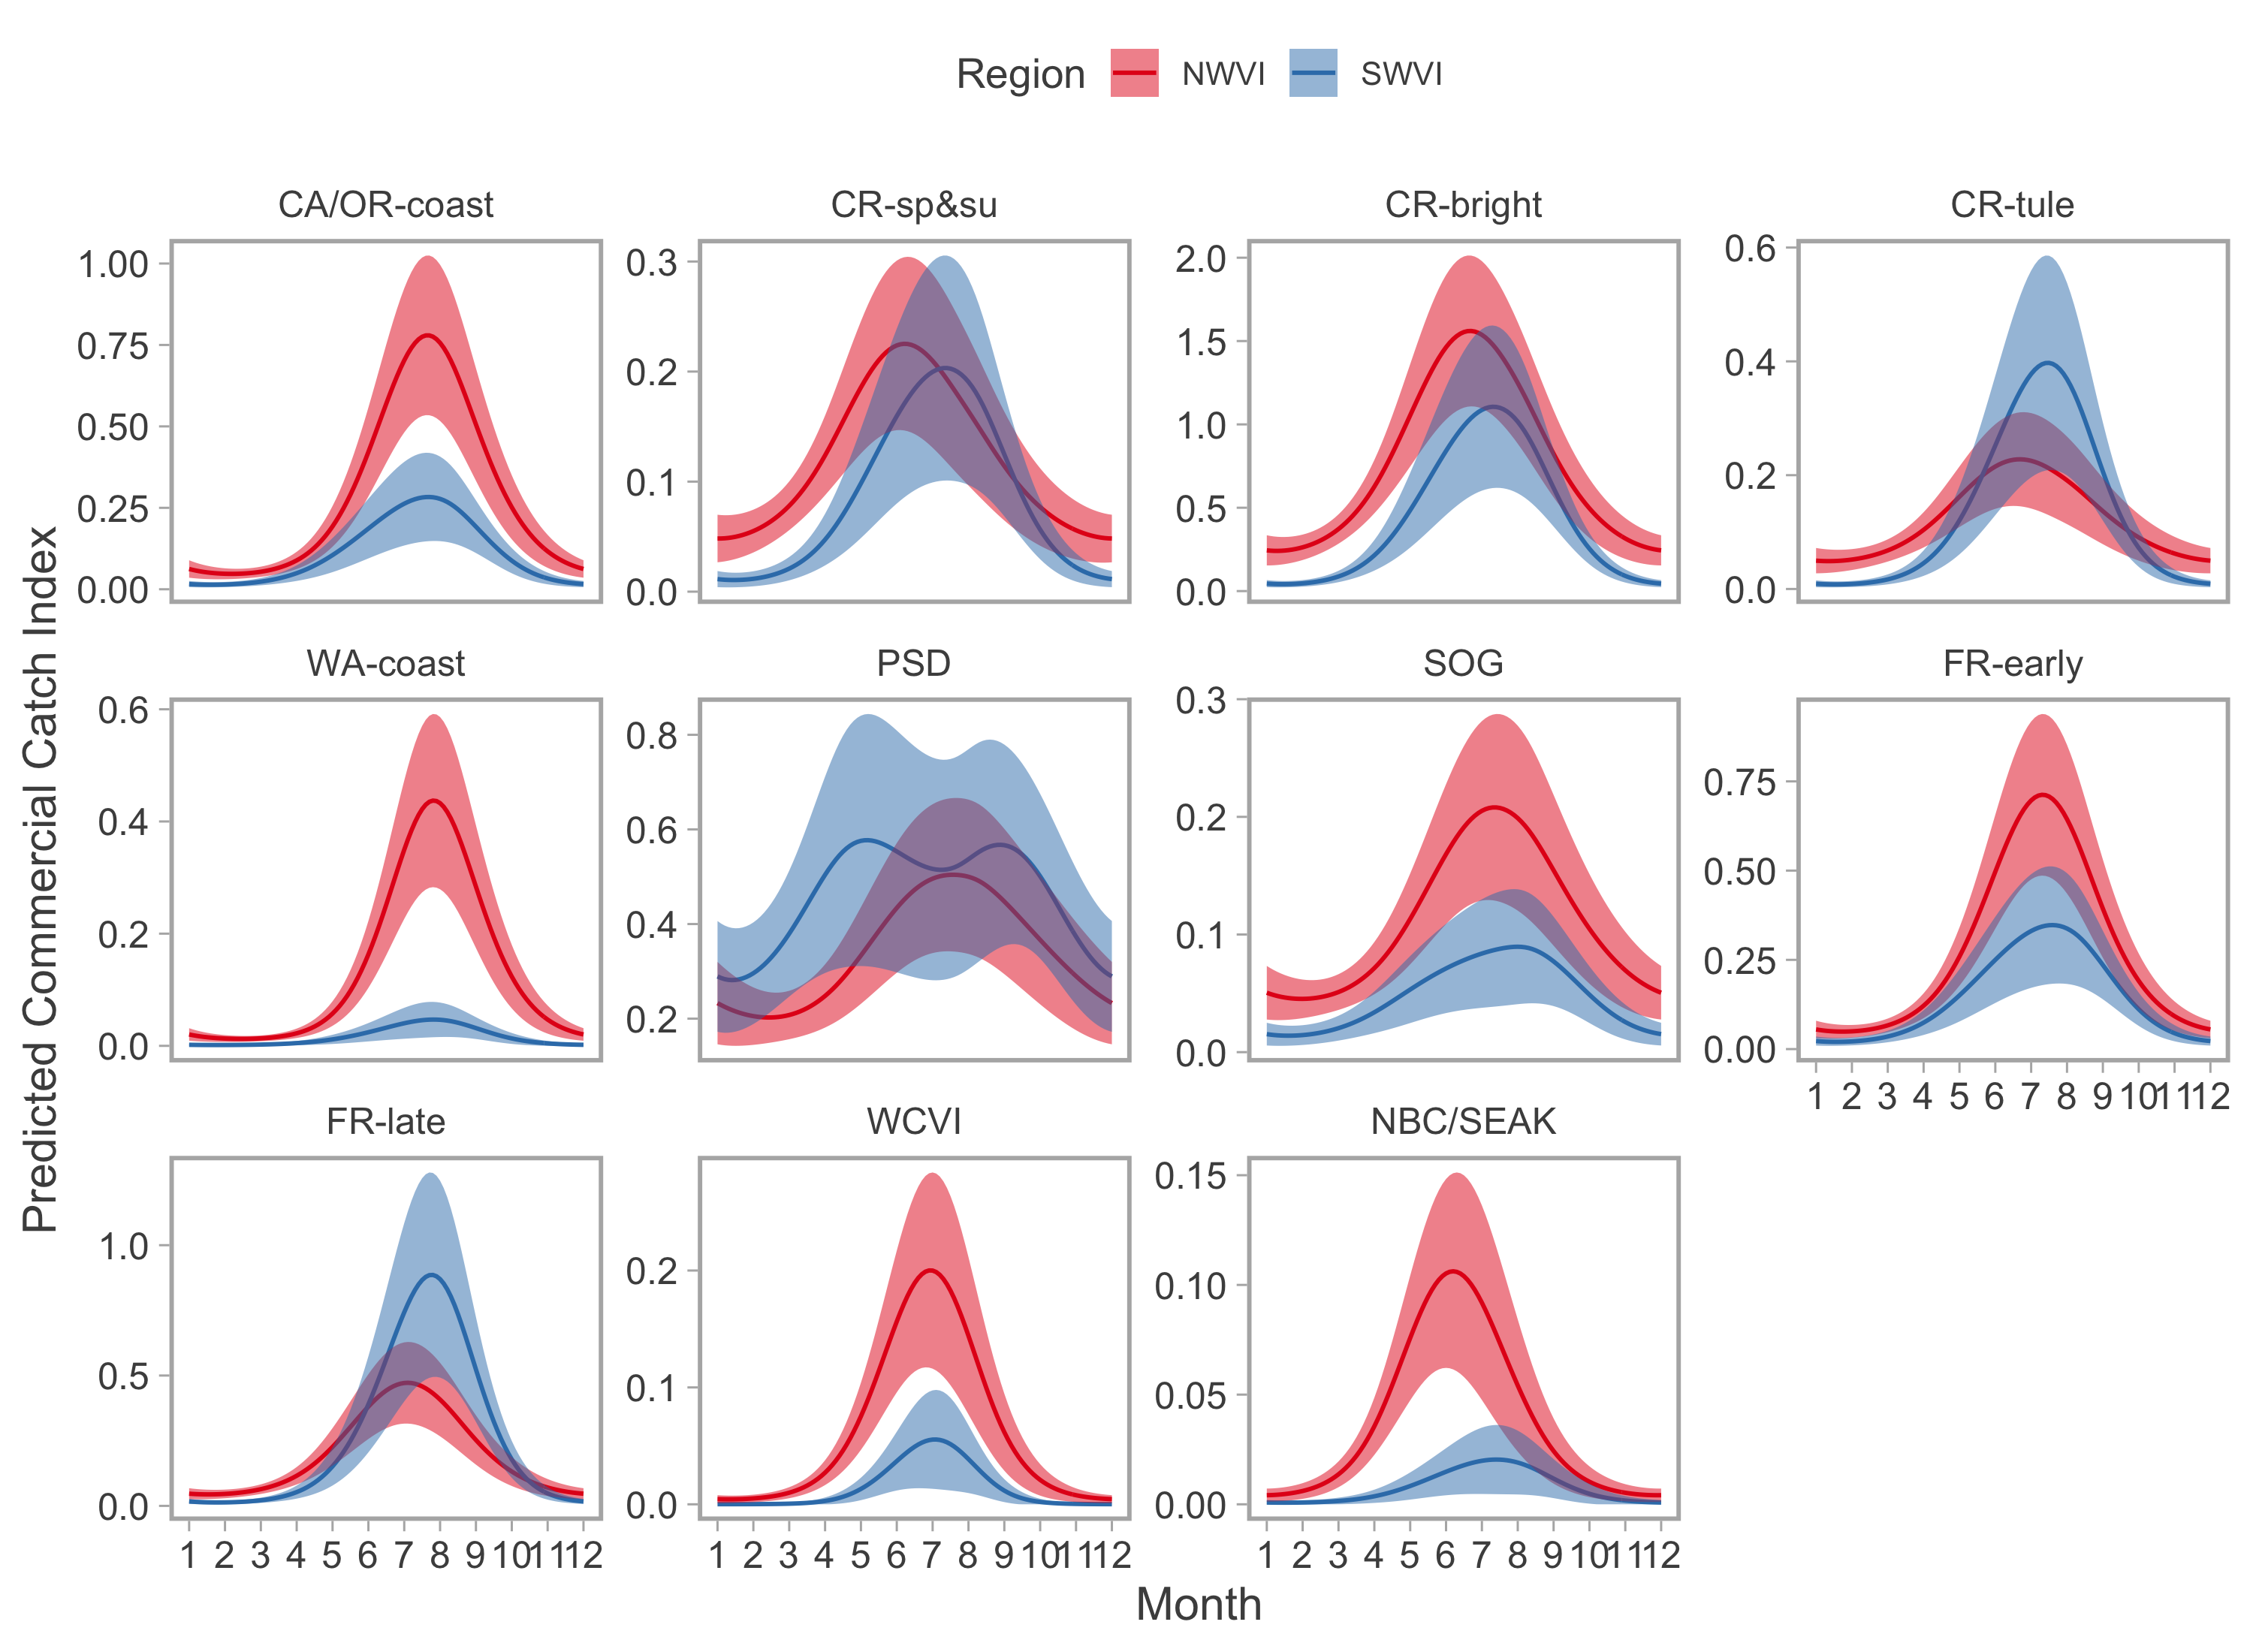 Region NWVI SWVI
CA/OR-coast CR-sp&su CR-bright CR-tule
1.00 0.75 0.50 0.25 0.00
0.3 0.2 0.1 0.0
2.0 1.5 1.0 0.5 0.0
0.6 0.4 0.2 0.0
WA-coast PSD SOG FR-early
0.6 0.4 0.2 0.0
0.8 0.6 0.4 0.2
0.3 0.2 0.1 0.0
0.75 0.50 0.25 0.00
1 2 3 4 5 6 7 8 9 10 11 12
FR-late WCVI NBC/SEAK
1.0 0.5 0.0
0.2 0.1 0.0
0.15 0.10 0.05 0.00
1 2 3 4 5 6 7 8 9 10 11 12
1 2 3 4 5 6 7 8 9 10 11 12
1 2 3 4 5 6 7 8 9 10 11 12
Month
Predicted Commercial Catch Index